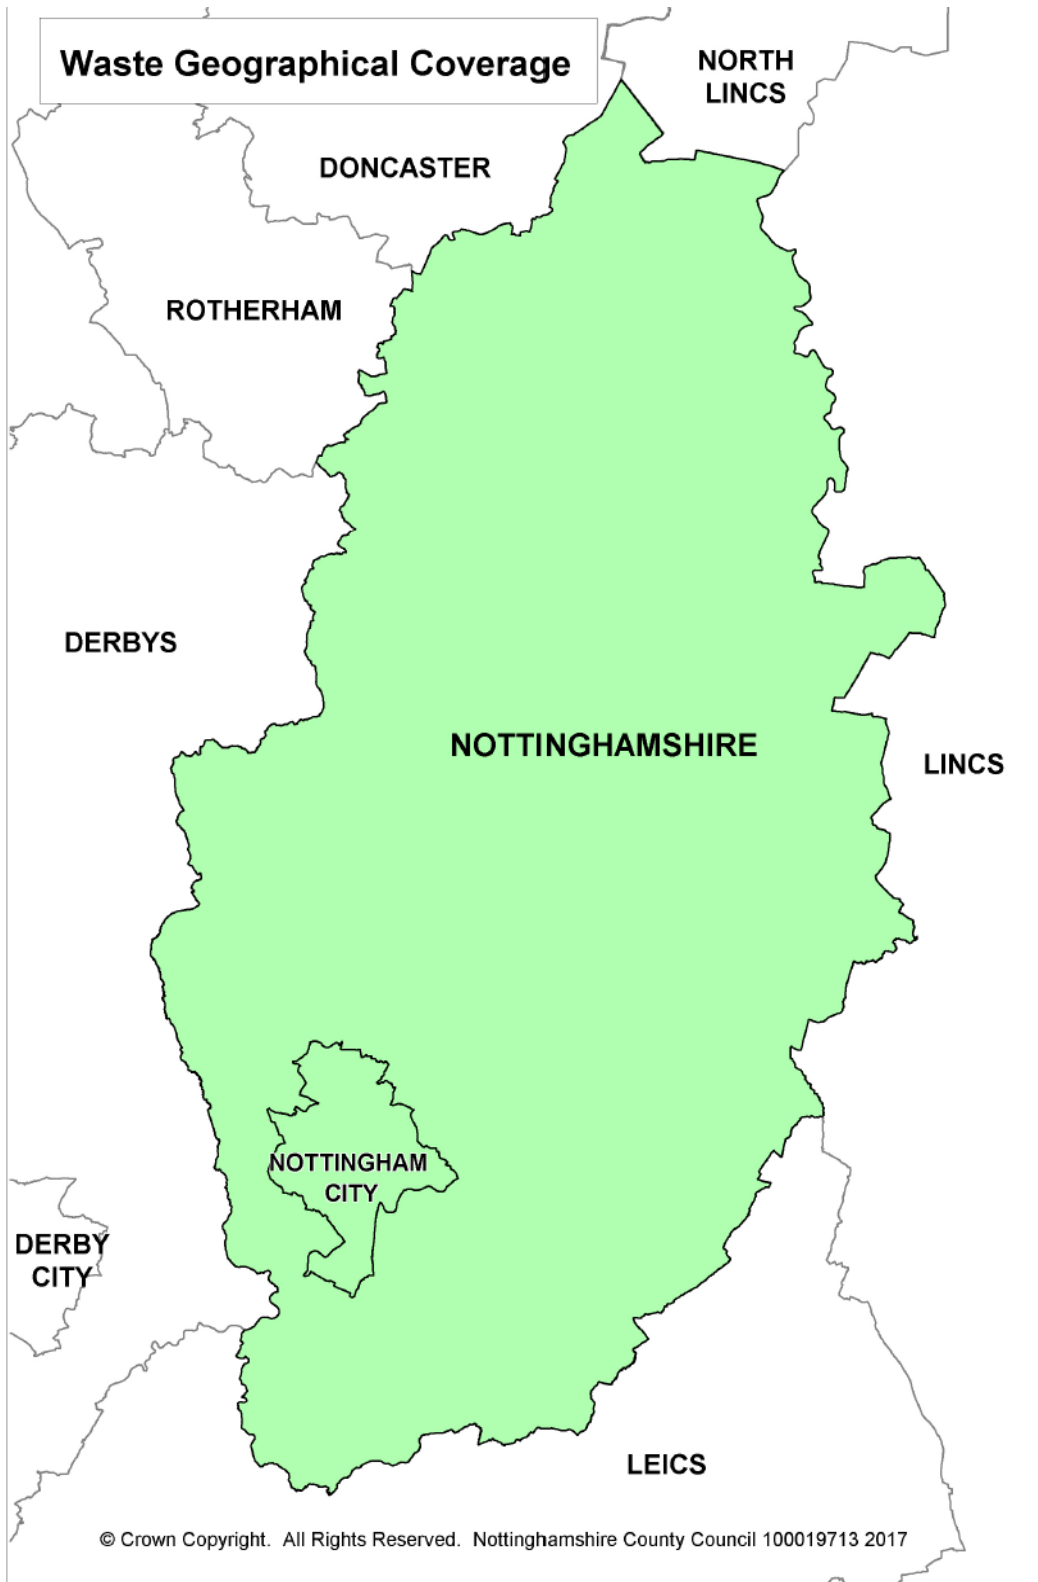 Waste Geographical Coverage
NORTH
LINCS
DONCASTER
ROTHERHAM
DERBYS
NOTTINGHAMSHIRE
LINCS
NOTTINGHAM
CITY
DERBY
CITY
LEICS
© Crown Copyright. All Rights Reserved. Nottinghamshire County Council 100019713 2017